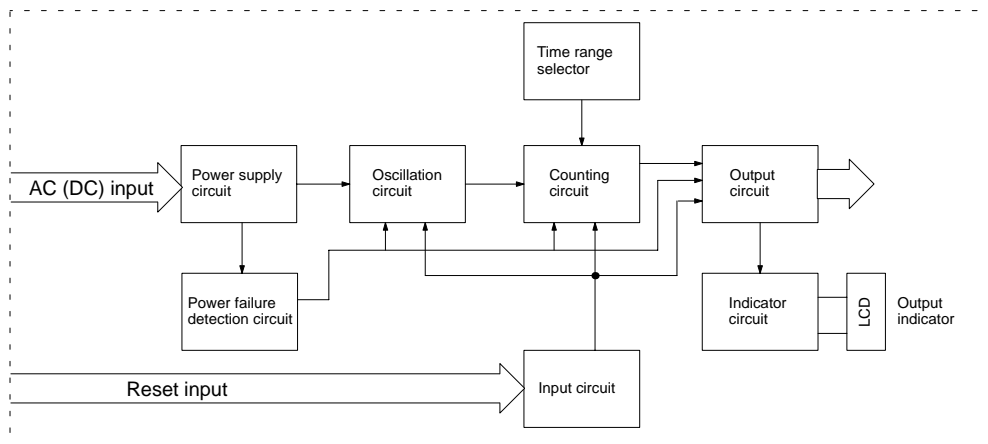 Time range
selector
AC (DC) input
Power supply
circuit
Oscillation
circuit
Counting
circuit
Output
circuit
Power failure
detection circuit
Indicator
circuit
LCD
Output
indicator
Reset input
Input circuit